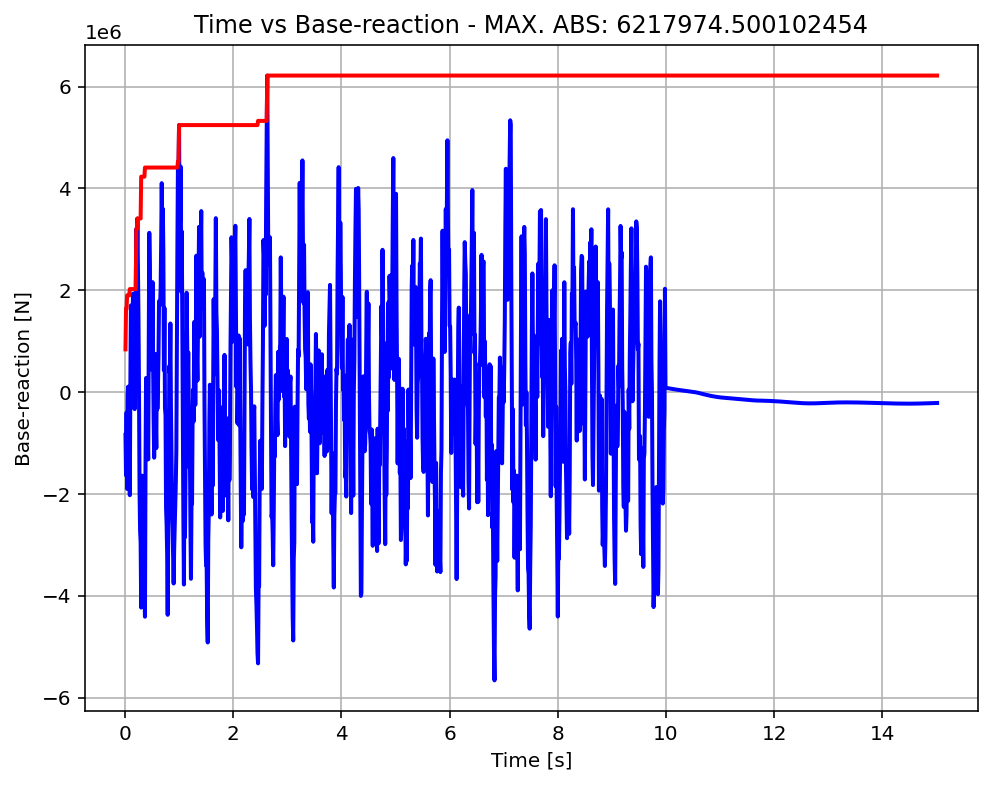 Time vs Base-reaction - MAX. ABS: 6217974.500102454
1e6
6
4
2
0
−2
−4
−6
Base-reaction [N]
0 2 4 6 8 10 12 14
Time [s]